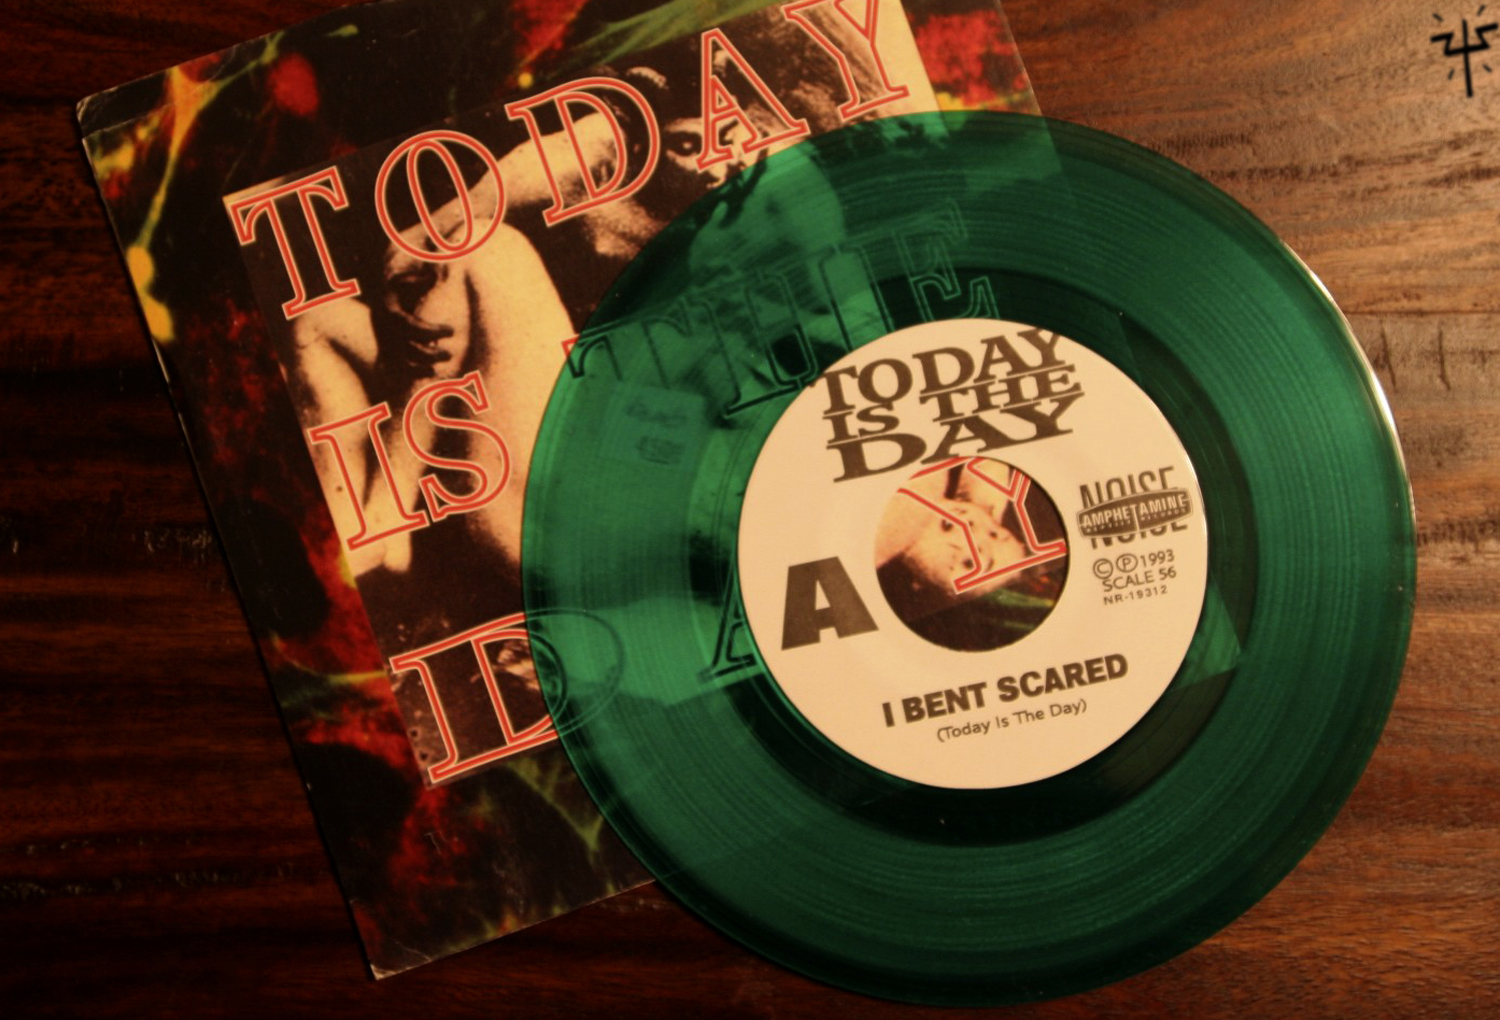 TODAY
IS THE
DAY
TODAY
IS THE
DAY
NOISE
AMPHETAMINE
NOISE
A
© ℗ 1993
SCALE 56
NR-19312
I BENT SCARED
(Today Is The Day)